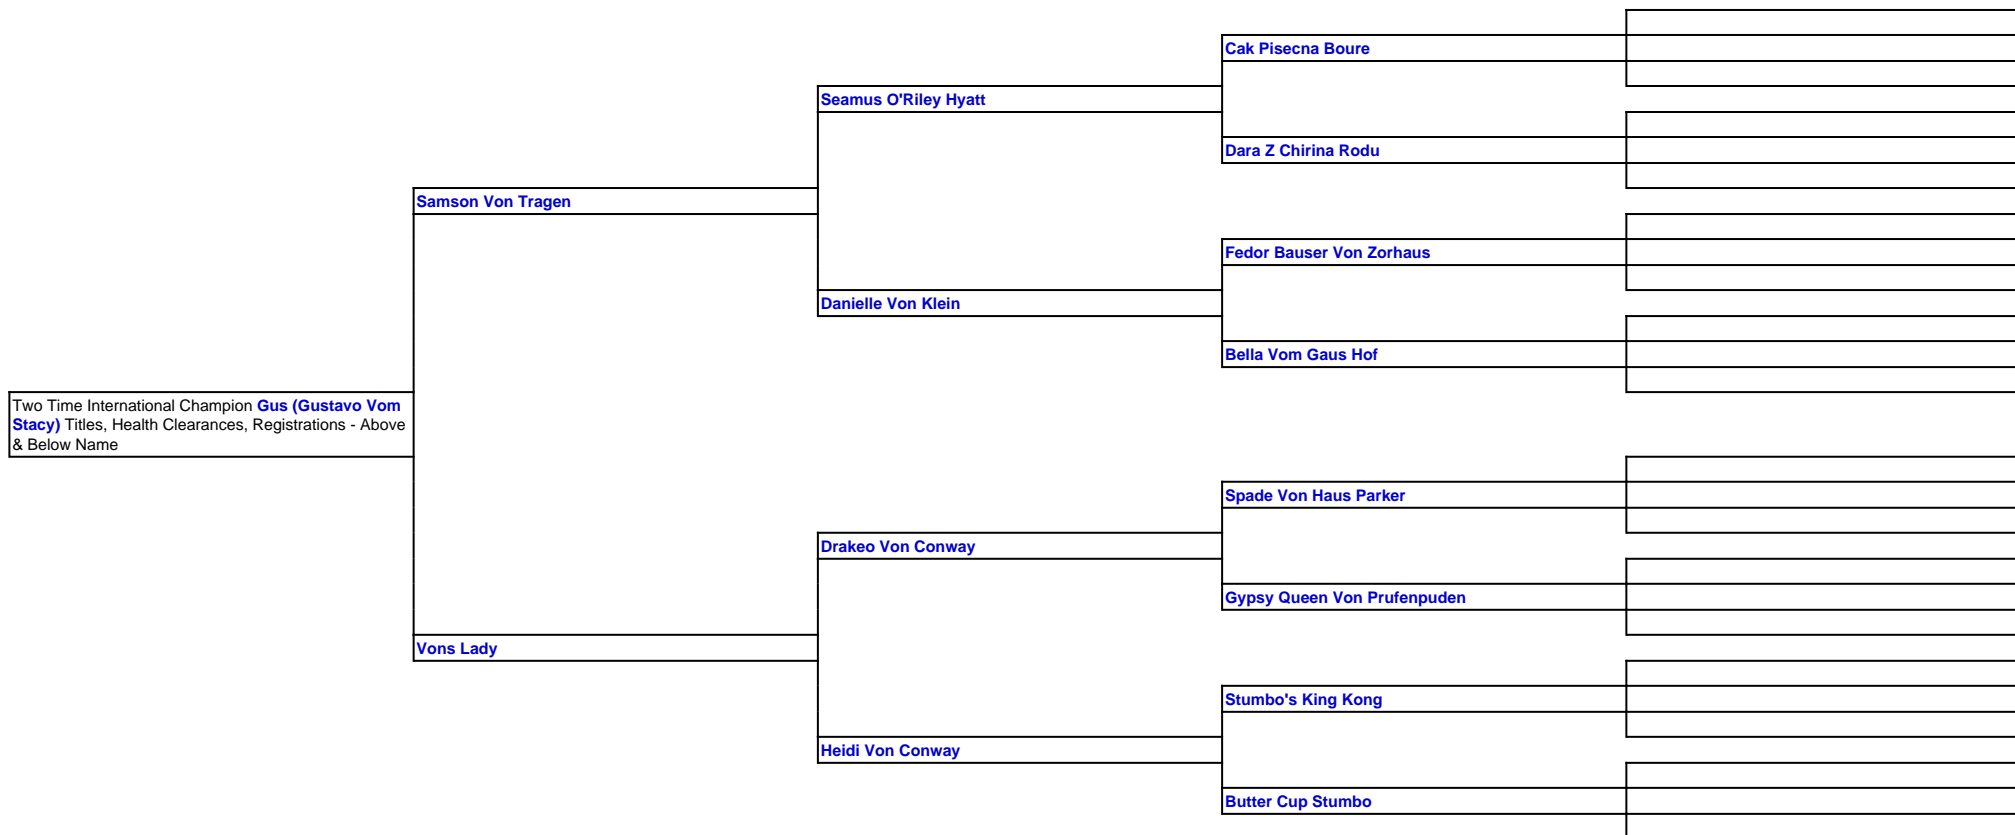 Cak Pisecna Boure
Seamus O'Riley Hyatt
Dara Z Chirina Rodu
Samson Von Tragen
Fedor Bauser Von Zorhaus
Danielle Von Klein
Bella Vom Gaus Hof
Two Time International Champion Gus (Gustavo Vom
Stacy) Titles, Health Clearances, Registrations - Above
& Below Name
Spade Von Haus Parker
Drakeo Von Conway
Gypsy Queen Von Prufenpuden
Vons Lady
Stumbo's King Kong
Heidi Von Conway
Butter Cup Stumbo